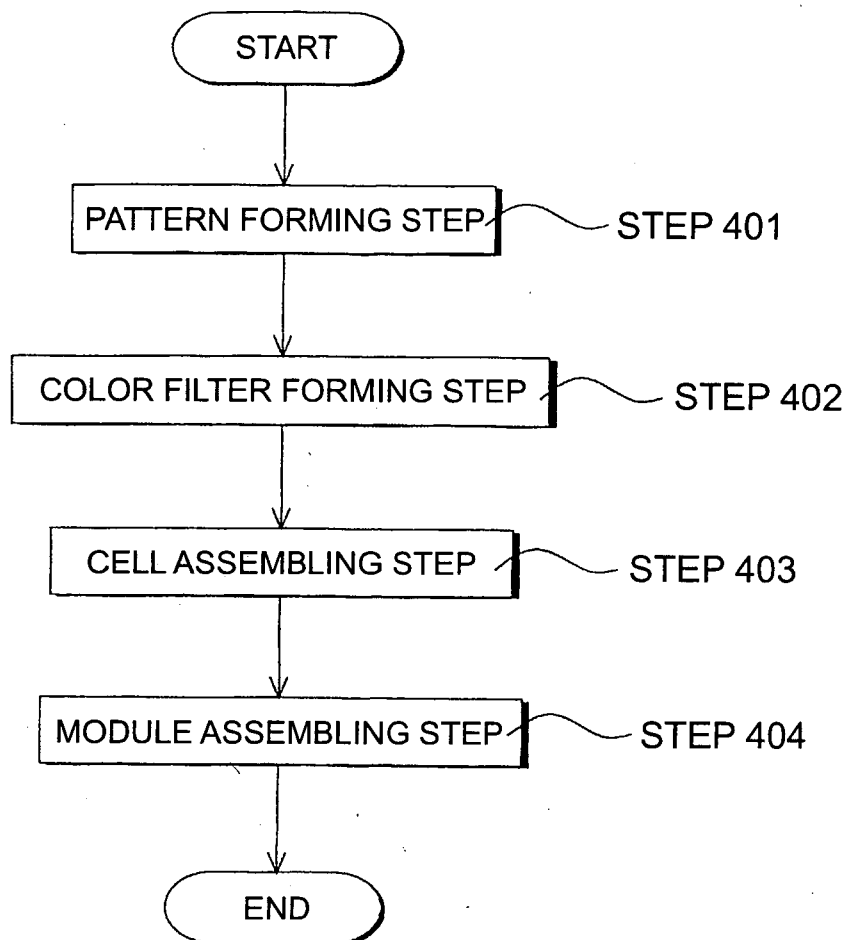 START
PATTERN FORMING STEP
STEP 401
COLOR FILTER FORMING STEP
STEP 402
CELL ASSEMBLING STEP
STEP 403
MODULE ASSEMBLING STEP
STEP 404
END